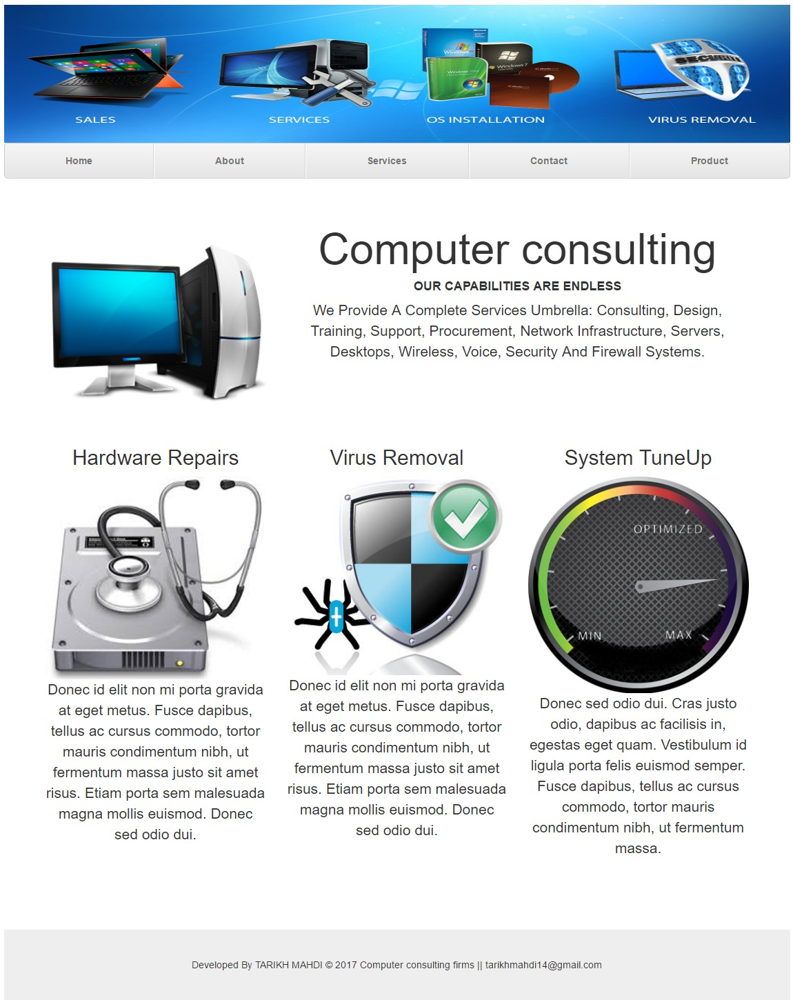 SALES
SERVICES
OS INSTALLATION
VIRUS REMOVAL
Home
About
Services
Contact
Product
Computer consulting
OUR CAPABILITIES ARE ENDLESS
We Provide A Complete Services Umbrella: Consulting, Design,
Training, Support, Procurement, Network Infrastructure, Servers,
Desktops, Wireless, Voice, Security And Firewall Systems.
Hardware Repairs
Donec id elit non mi porta gravida
at eget metus. Fusce dapibus,
tellus ac cursus commodo, tortor
mauris condimentum nibh, ut
fermentum massa justo sit amet
risus. Etiam porta sem malesuada
magna mollis euismod. Donec
sed odio dui.
Virus Removal
Donec id elit non mi porta gravida
at eget metus. Fusce dapibus,
tellus ac cursus commodo, tortor
mauris condimentum nibh, ut
fermentum massa justo sit amet
risus. Etiam porta sem malesuada
magna mollis euismod. Donec
sed odio dui.
System TuneUp
OPTIMIZED
MIN
MAX
Donec sed odio dui. Cras justo
odio, dapibus ac facilisis in,
egestas eget quam. Vestibulum id
ligula porta felis euismod semper.
Fusce dapibus, tellus ac cursus
commodo, tortor mauris
condimentum nibh, ut fermentum
massa.
Developed By TARIKH MAHDI © 2017 Computer consulting firms || tarikhmahdi14@gmail.com